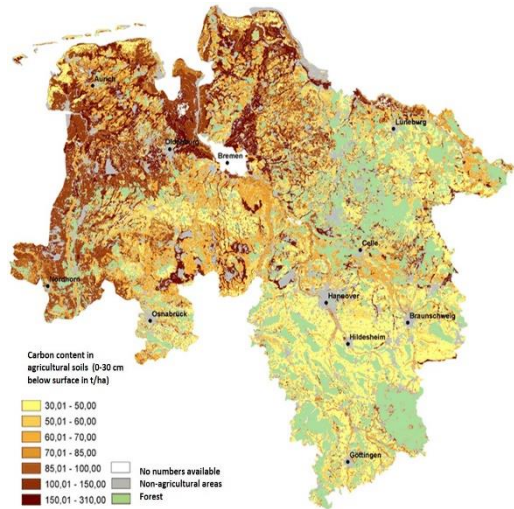 Aurich
Lüneburg
Oldenburg
Bremen
Celle
Nordhorn
Hannover
Osnabrück
Braunschweig
Hildesheim
Göttingen
Carbon content in
agricultural soils (0-30 cm
below surface in t/ha)
30,01 - 50,00
50,01 - 60,00
60,01 - 70,00
70,01 - 85,00
85,01 - 100,00
100,01 - 150,00
150,01 - 310,00
No numbers available
Non-agricultural areas
Forest